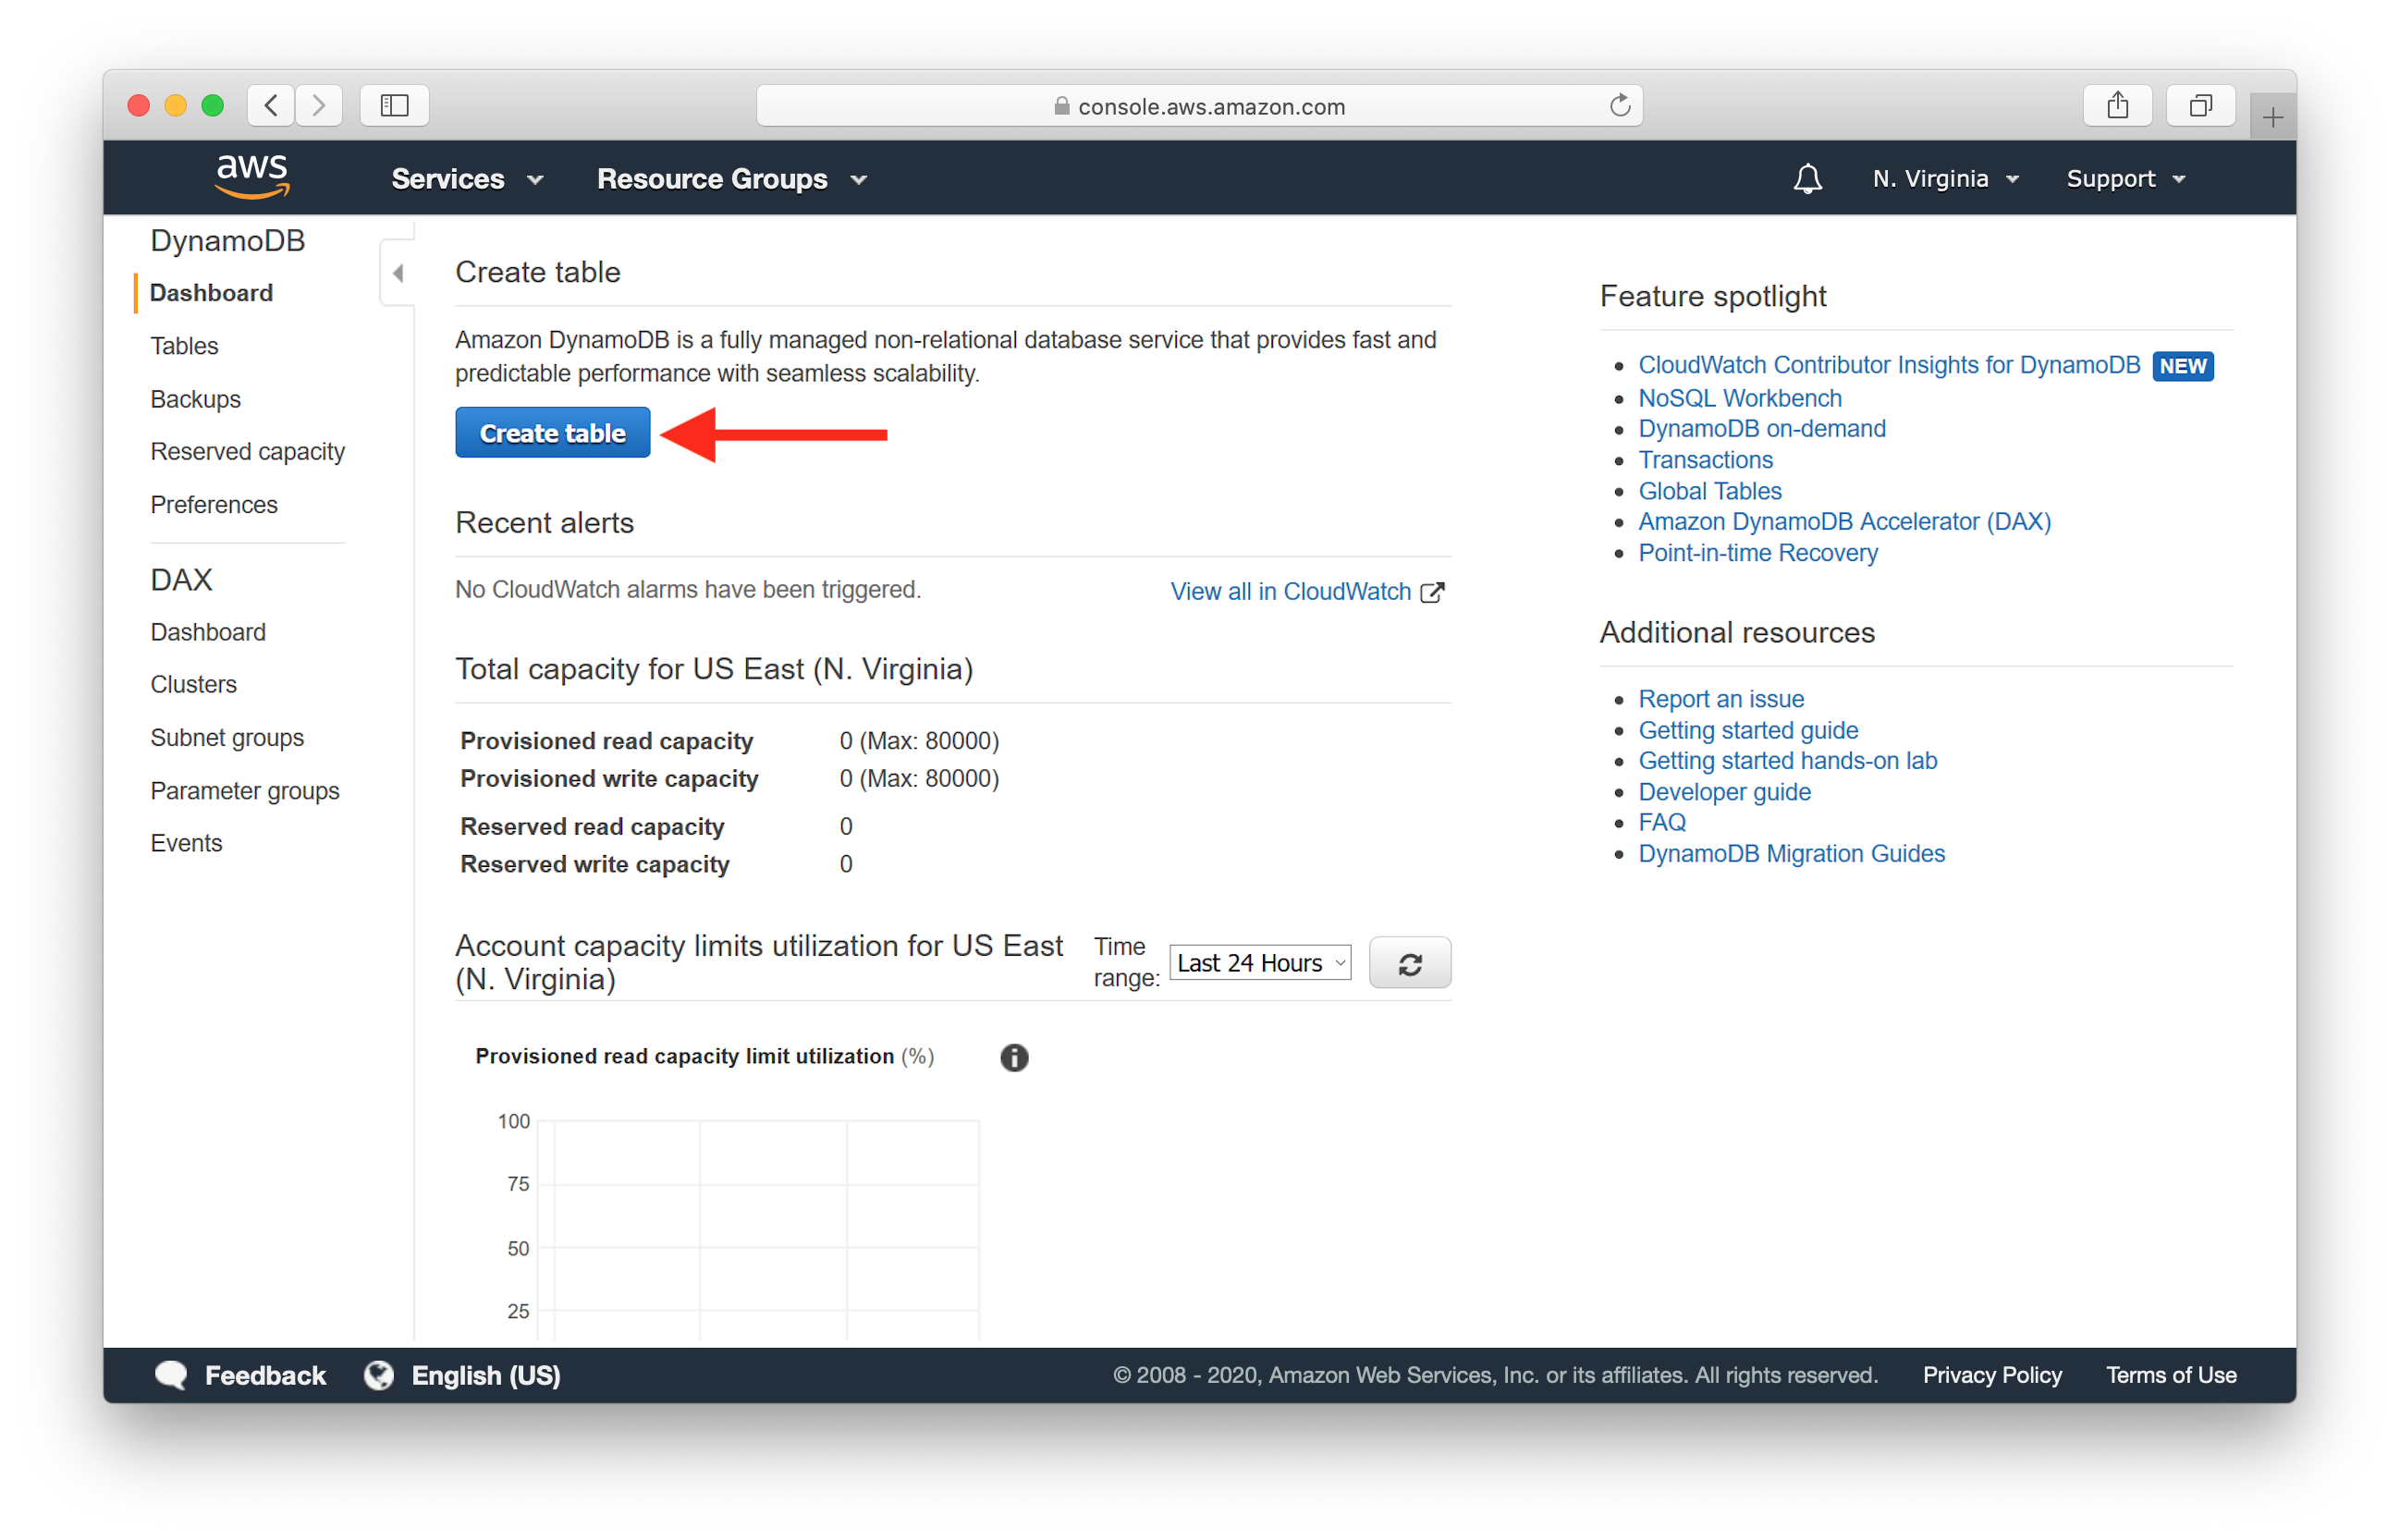 console.aws.amazon.com
aws
Services
Resource Groups
N. Virginia
Support
DynamoDB
Dashboard
Tables
Backups
Reserved capacity
Preferences
DAX
Dashboard
Clusters
Subnet groups
Parameter groups
Events
Create table
Amazon DynamoDB is a fully managed non-relational database service that provides fast and
predictable performance with seamless scalability.
Create table
Recent alerts
No CloudWatch alarms have been triggered.
View all in CloudWatch
Total capacity for US East (N. Virginia)
Provisioned read capacity 0 (Max: 80000)
Provisioned write capacity 0 (Max: 80000)
Reserved read capacity 0
Reserved write capacity 0
Account capacity limits utilization for US East
(N. Virginia)
Time
range:
Last 24 Hours
Provisioned read capacity limit utilization (%)
100
75
50
25
Feature spotlight
CloudWatch Contributor Insights for DynamoDB NEW
NoSQL Workbench
DynamoDB on-demand
Transactions
Global Tables
Amazon DynamoDB Accelerator (DAX)
Point-in-time Recovery
Additional resources
Report an issue
Getting started guide
Getting started hands-on lab
Developer guide
FAQ
DynamoDB Migration Guides
Feedback
English (US)
© 2008 - 2020, Amazon Web Services, Inc. or its affiliates. All rights reserved.
Privacy Policy
Terms of Use